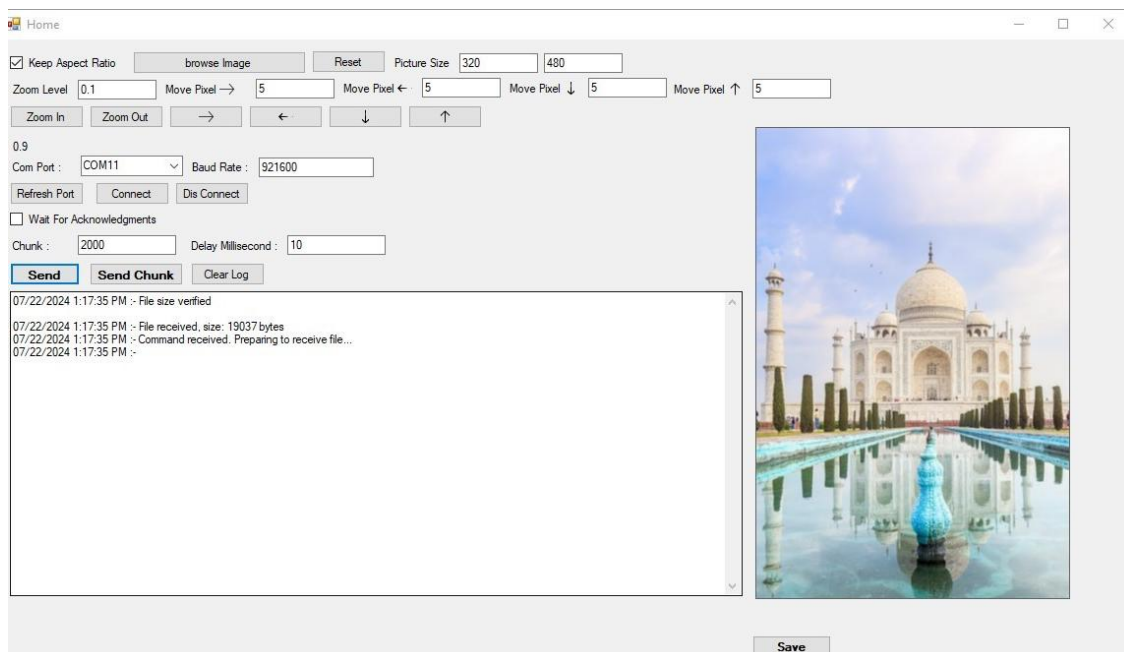 Home
Keep Aspect Ratio browse Image Reset Picture Size 320 480
Zoom Level 0.1 Move Pixel → 5 Move Pixel ← 5 Move Pixel ↓ 5 Move Pixel ↑ 5
Zoom In Zoom Out → ← ↓ ↑
0.9
Com Port : COM11 Baud Rate : 921600
Refresh Port Connect Dis Connect
Wait For Acknowledgments
Chunk : 2000 Delay Millisecond : 10
Send Send Chunk Clear Log
07/22/2024 1:17:35 PM :- File size verified
07/22/2024 1:17:35 PM :- File received, size: 19037 bytes
07/22/2024 1:17:35 PM :- Command received. Preparing to receive file...
07/22/2024 1:17:35 PM :-
Save